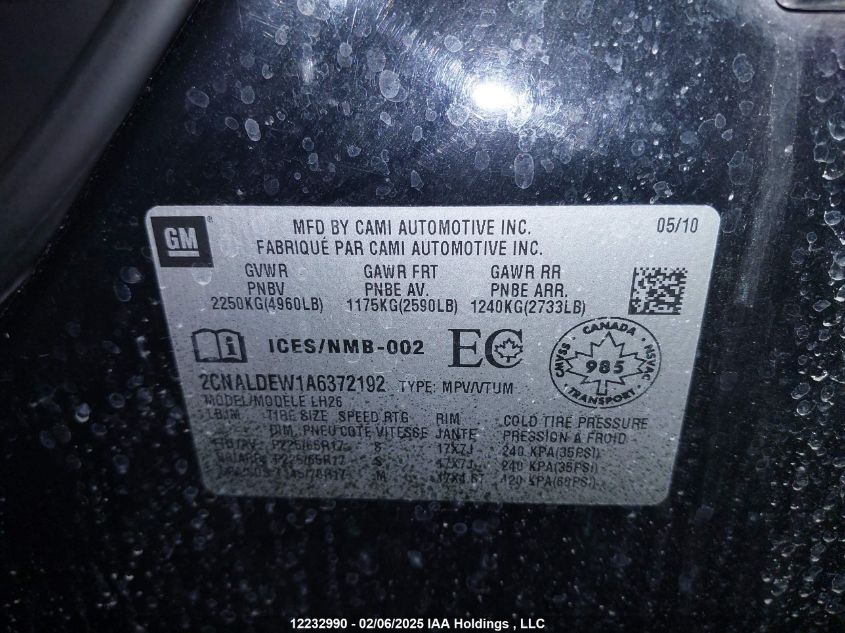 GM
MFD BY CAMI AUTOMOTIVE INC. 05/10
FABRIQUÉ PAR CAMI AUTOMOTIVE INC.
GVWR GAWR FRT GAWR RR
PNBV PNBE AV. PNBE ARR.
2250KG(4960LB) 1175KG(2590LB) 1240KG(2733LB)
ICES/NMB-002 EC
CANADA
CMVSS 985 NSVAC
TRANSPORT
2CNALDEW1A6372192 TYPE: MPV/VTUM
MODEL/MODELE LH26
TIRE SIZE SPEED RTG RIM COLD TIRE PRESSURE
DIM. PNEU COTE VITESSE JANTE PRESSION A FROID
P225/65R17 S 17X7J 240 KPA(35PSI)
P225/65R17 S 17X7J 240 KPA(35PSI)
M
12232990 - 02/06/2025 IAA Holdings , LLC